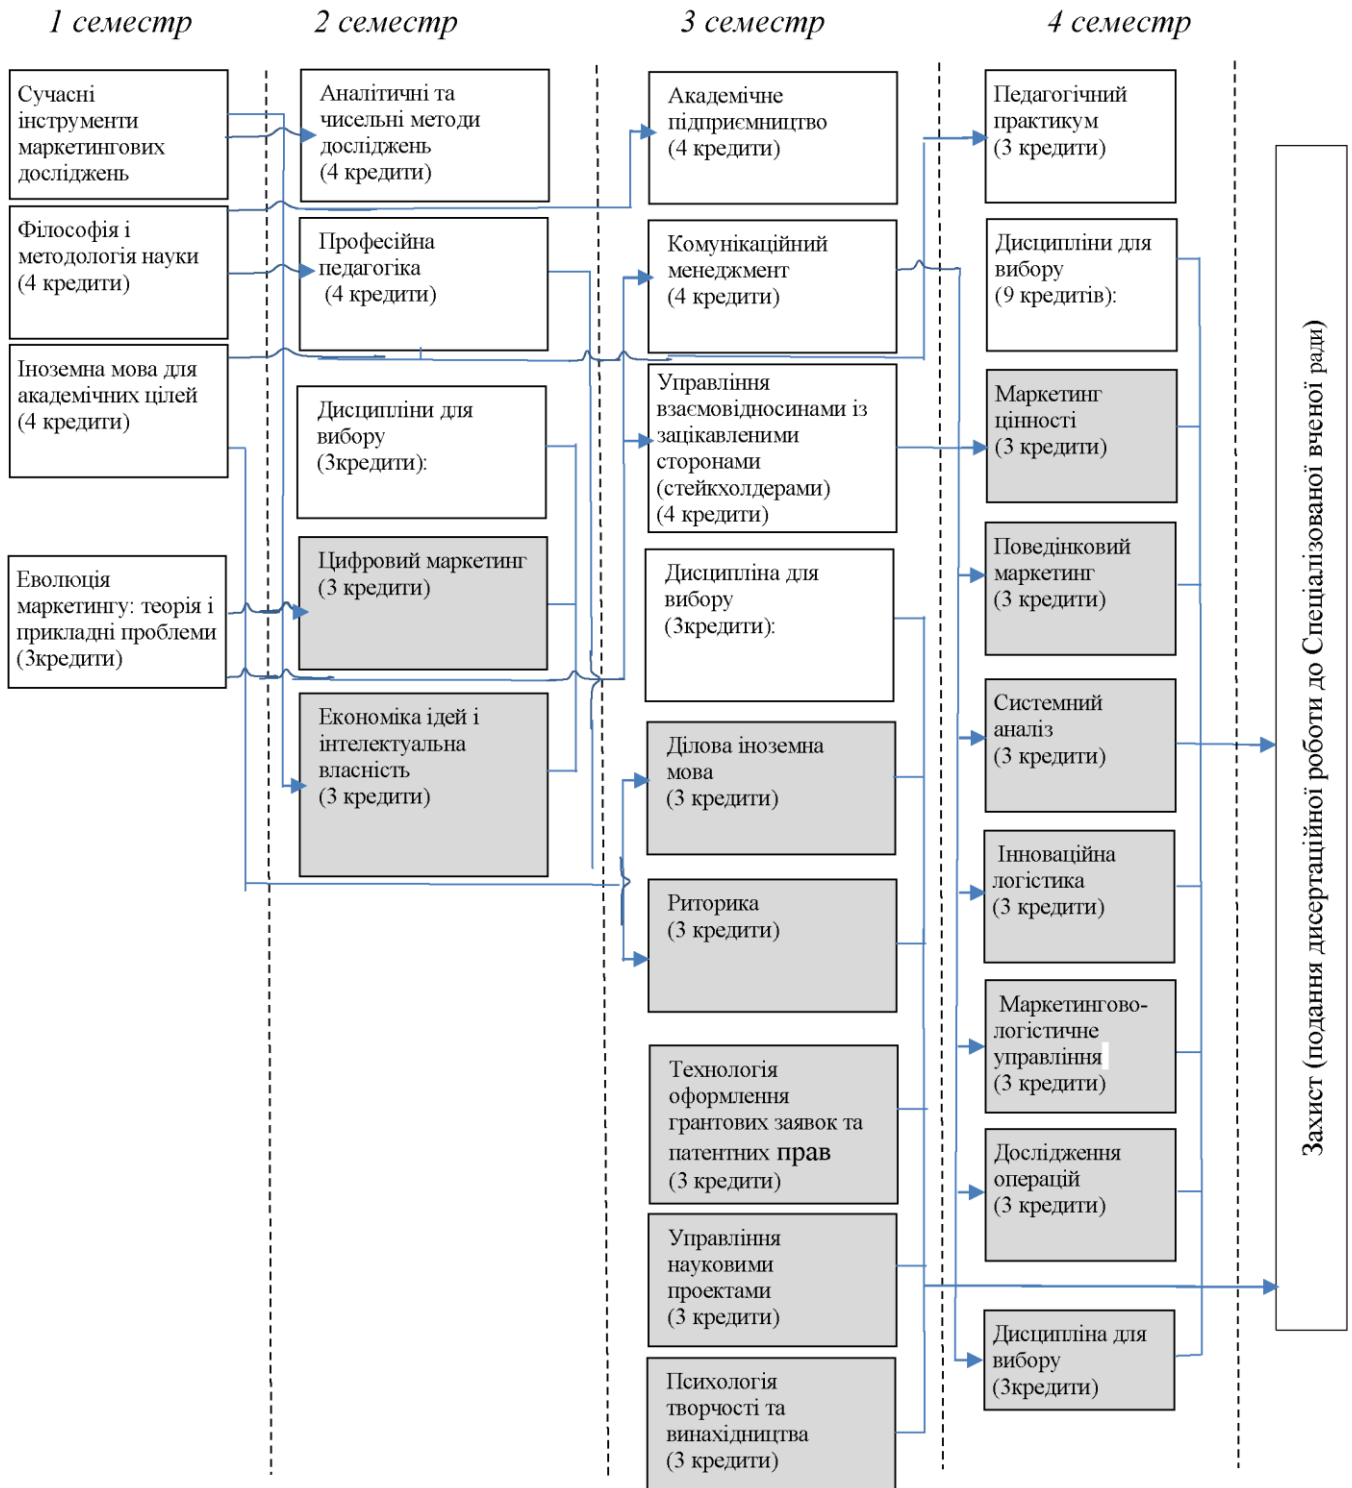 1 семестр
2 семестр
3 семестр
4 семестр
Сучасні
інструменти
маркетингових
досліджень
Філософія і
методологія науки
(4 кредити)
Іноземна мова для
академічних цілей
(4 кредити)
Еволюція
маркетингу: теорія і
прикладні проблеми
(3кредити)
Аналітичні та
чисельні методи
досліджень
(4 кредити)
Професійна
педагогіка
(4 кредити)
Дисципліни для
вибору
(3кредити):
Цифровий маркетинг
(3 кредити)
Економіка ідей і
інтелектуальна
власність
(3 кредити)
Академічне
підприємництво
(4 кредити)
Комунікаційний
менеджмент
(4 кредити)
Управління
взаємовідносинами із
зацікавленими
сторонами
(стейкхолдерами)
(4 кредити)
Дисципліна для
вибору
(3кредити):
Ділова іноземна
мова
(3 кредити)
Риторика
(3 кредити)
Технологія
оформлення
грантових заявок та
патентних прав
(3 кредити)
Управління
науковими
проектами
(3 кредити)
Психологія
творчості та
винахідництва
(3 кредити)
Педагогічний
практикум
(3 кредити)
Дисципліни для
вибору
(9 кредитів):
Маркетинг
цінності
(3 кредити)
Поведінковий
маркетинг
(3 кредити)
Системний
аналіз
(3 кредити)
Інноваційна
логістика
(3 кредити)
Маркетингово-
логістичне
управління
(3 кредити)
Дослідження
операцій
(3 кредити)
Дисципліна для
вибору
(3кредити)
Захист (подання дисертаційної роботи до Спеціалізованої вченої ради)